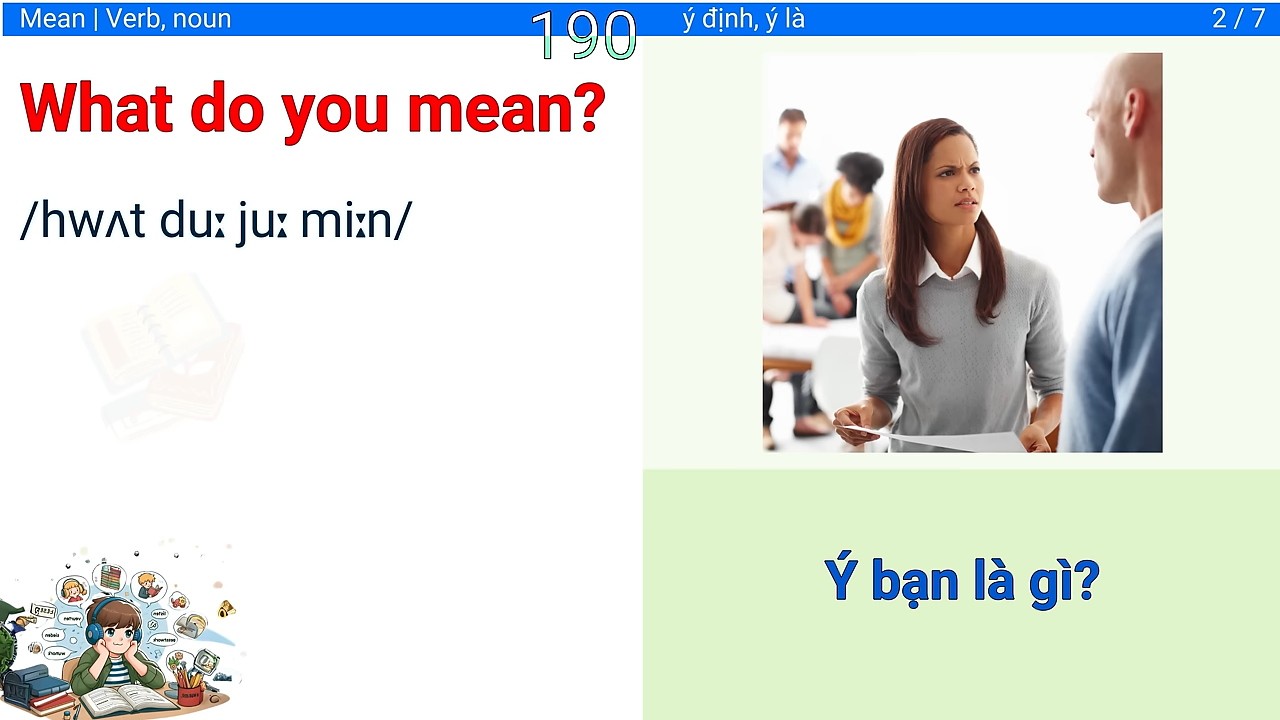 Mean | Verb, noun
190
ý định, ý là
2 / 7
What do you mean?
/hwʌt duː juː miːn/
Ý bạn là gì?